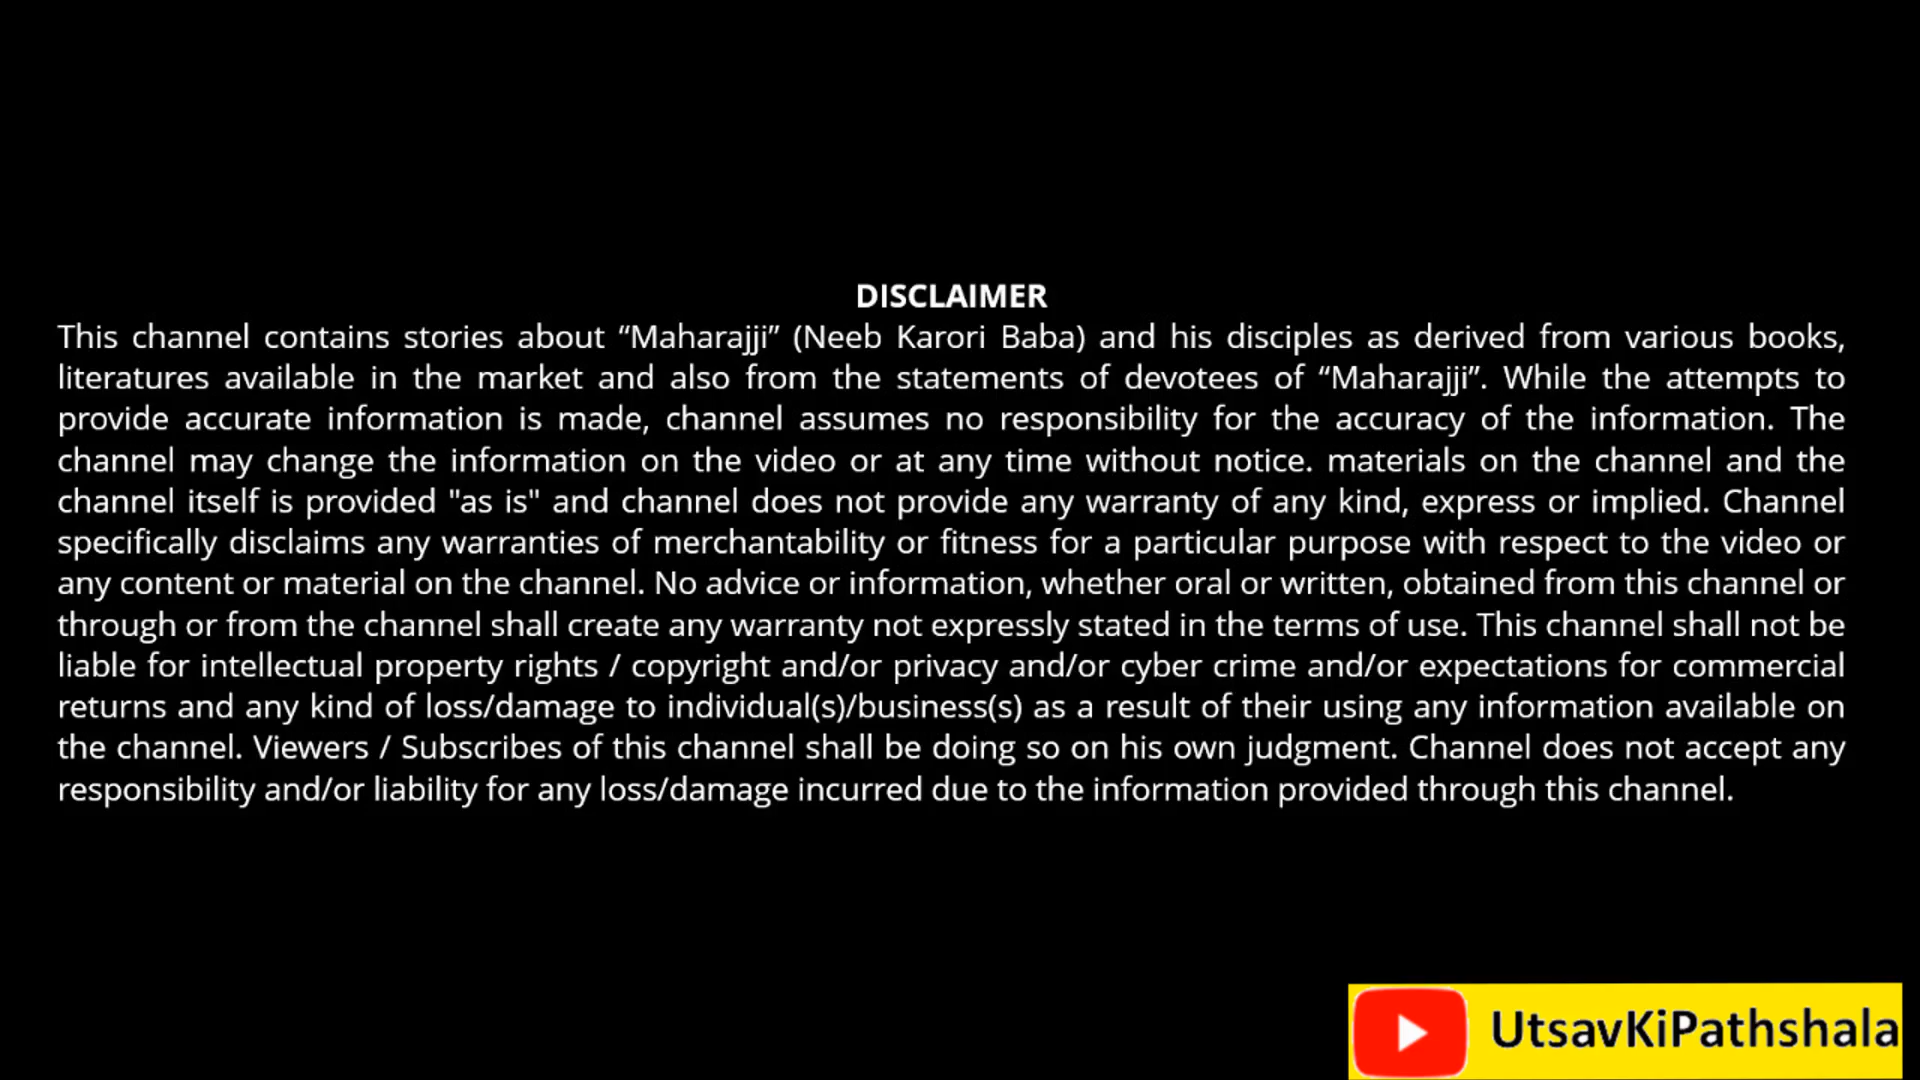 DISCLAIMER
This channel contains stories about “Maharajji” (Neeb Karori Baba) and his disciples as derived from various books,
literatures available in the market and also from the statements of devotees of “Maharajji”. While the attempts to
provide accurate information is made, channel assumes no responsibility for the accuracy of the information. The
channel may change the information on the video or at any time without notice. materials on the channel and the
channel itself is provided "as is" and channel does not provide any warranty of any kind, express or implied. Channel
specifically disclaims any warranties of merchantability or fitness for a particular purpose with respect to the video or
any content or material on the channel. No advice or information, whether oral or written, obtained from this channel or
through or from the channel shall create any warranty not expressly stated in the terms of use. This channel shall not be
liable for intellectual property rights / copyright and/or privacy and/or cyber crime and/or expectations for commercial
returns and any kind of loss/damage to individual(s)/business(s) as a result of their using any information available on
the channel. Viewers / Subscribes of this channel shall be doing so on his own judgment. Channel does not accept any
responsibility and/or liability for any loss/damage incurred due to the information provided through this channel.
UtsavKiPathshala